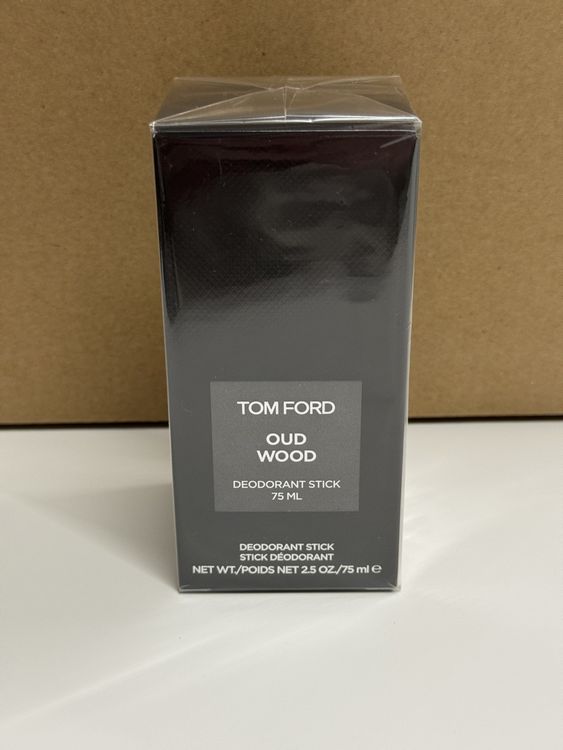 TOM FORD
OUD
WOOD
DEODORANT STICK
75 ML
DEODORANT STICK
STICK DÉODORANT
NET WT./POIDS NET 2.5 OZ./75 ml ℮